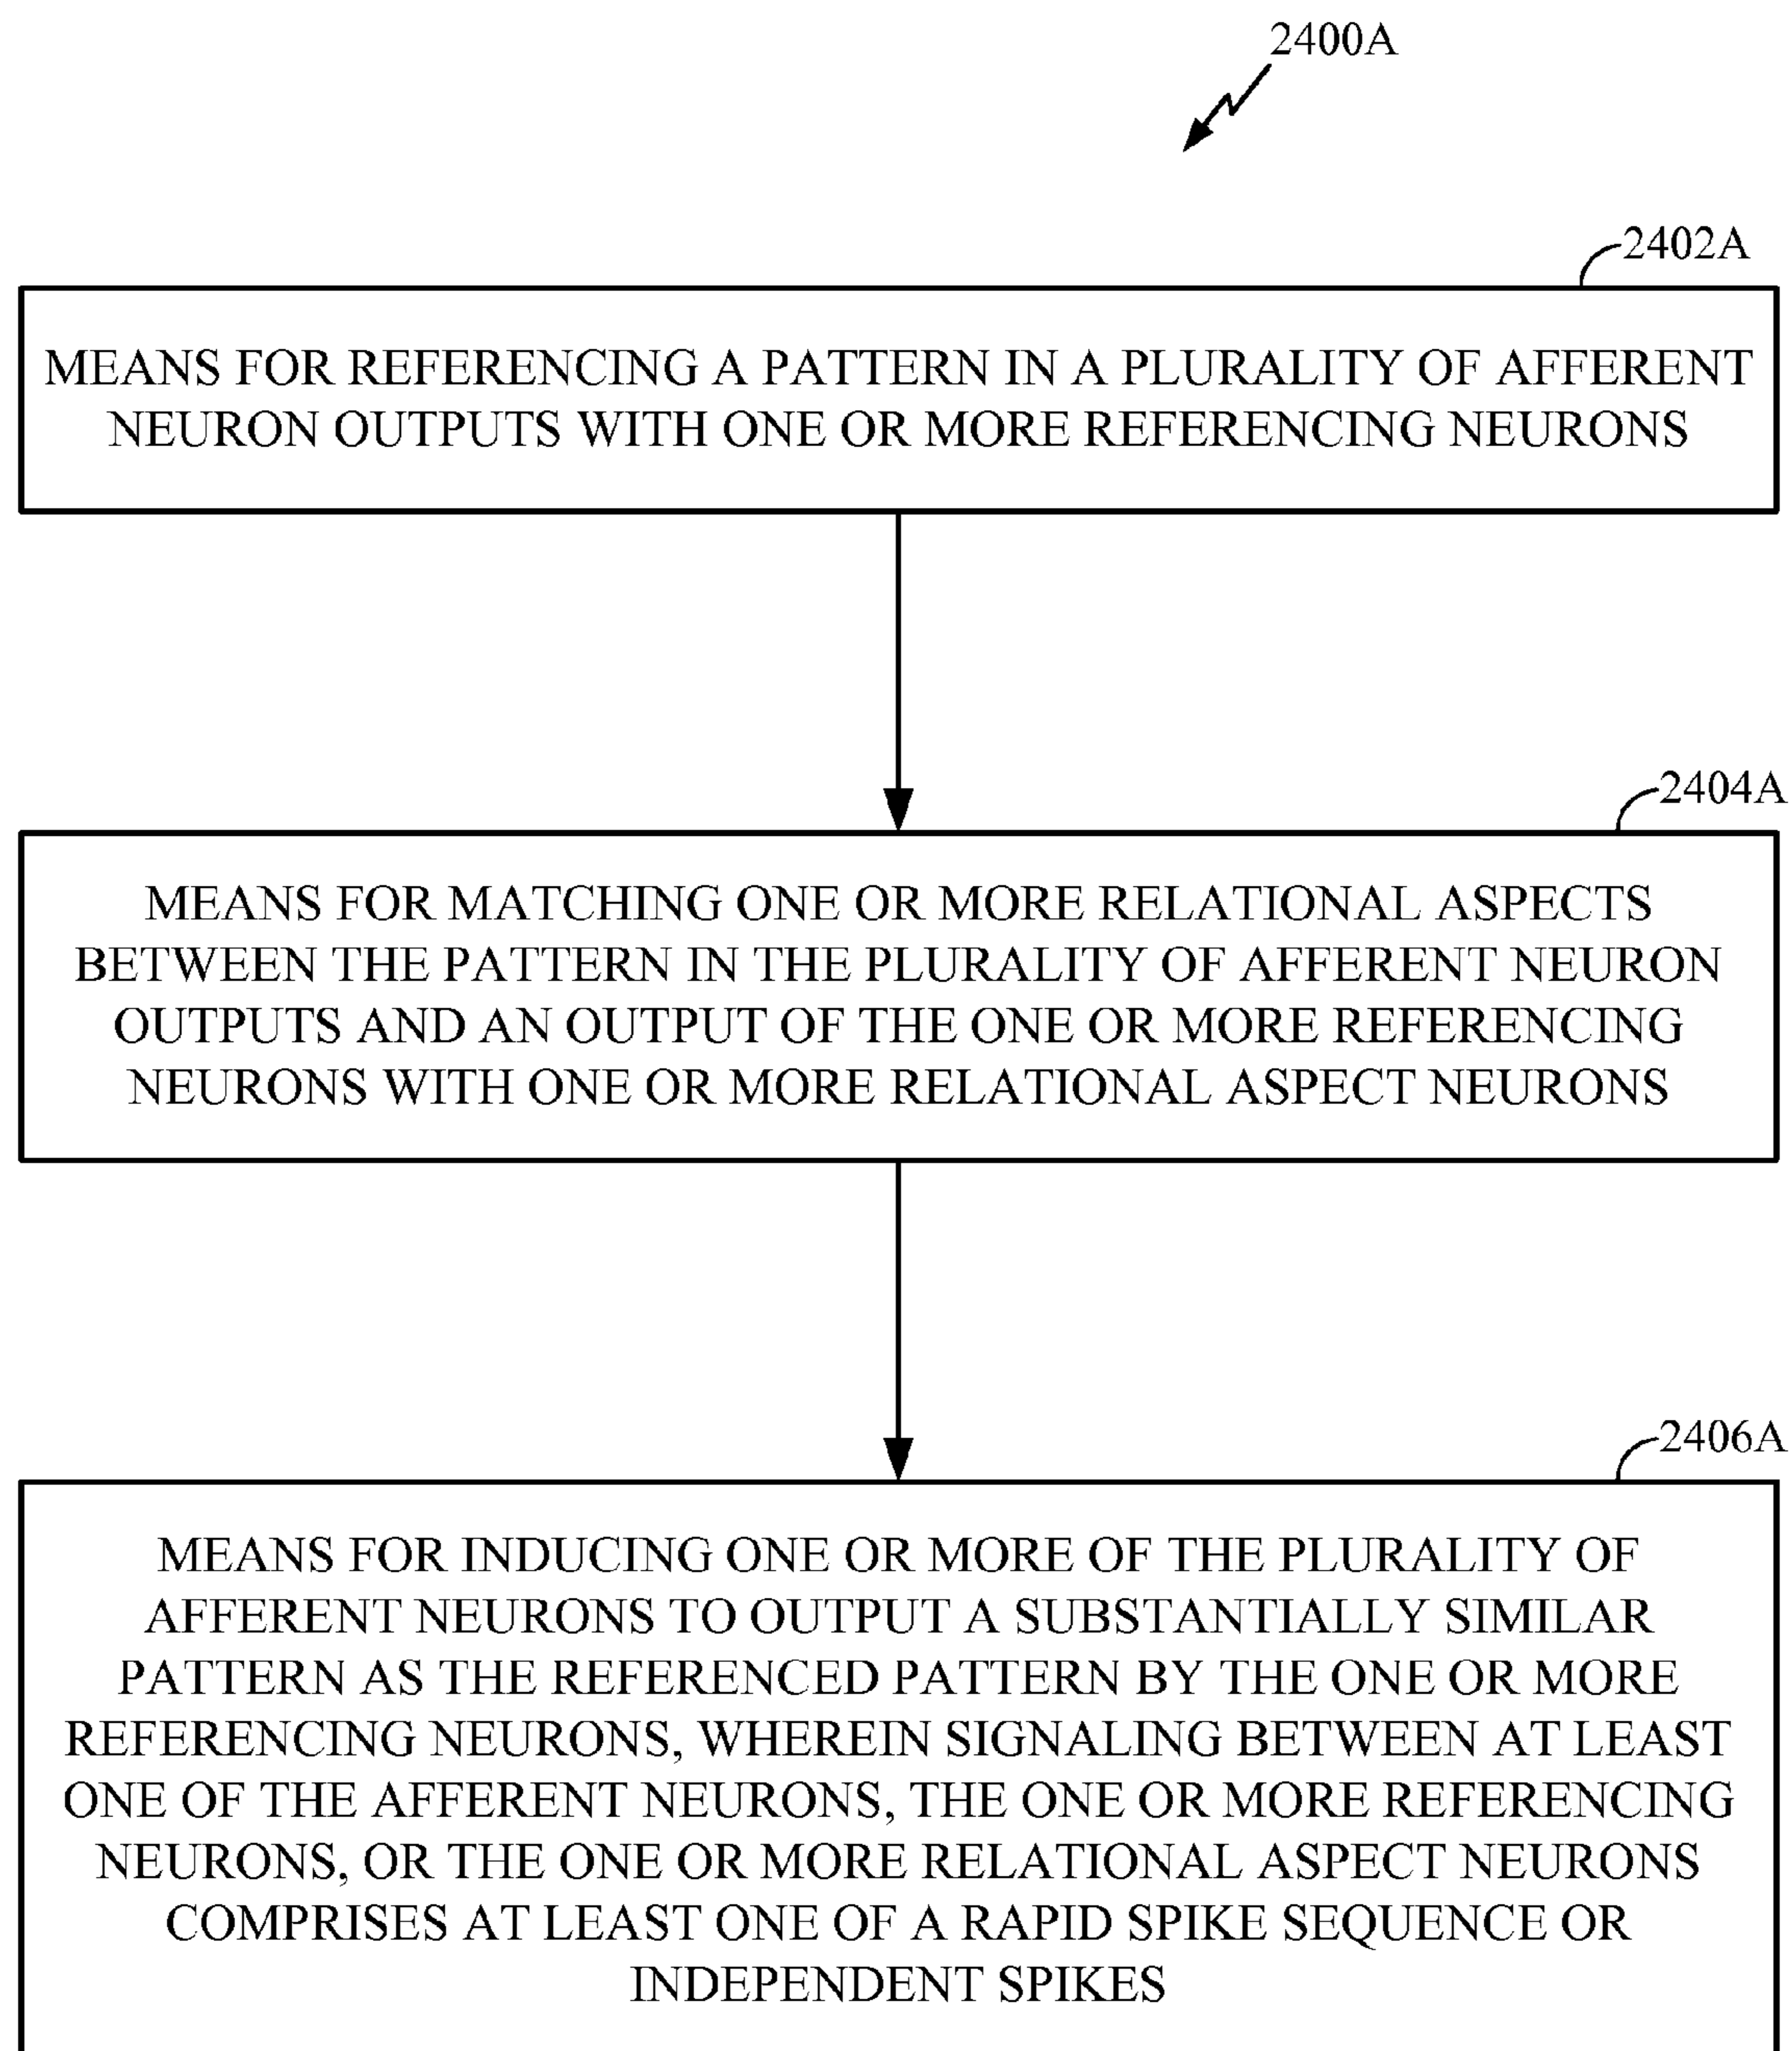 2400A
2402A
MEANS FOR REFERENCING A PATTERN IN A PLURALITY OF AFFERENT
NEURON OUTPUTS WITH ONE OR MORE REFERENCING NEURONS
2404A
MEANS FOR MATCHING ONE OR MORE RELATIONAL ASPECTS
BETWEEN THE PATTERN IN THE PLURALITY OF AFFERENT NEURON
OUTPUTS AND AN OUTPUT OF THE ONE OR MORE REFERENCING
NEURONS WITH ONE OR MORE RELATIONAL ASPECT NEURONS
2406A
MEANS FOR INDUCING ONE OR MORE OF THE PLURALITY OF
AFFERENT NEURONS TO OUTPUT A SUBSTANTIALLY SIMILAR
PATTERN AS THE REFERENCED PATTERN BY THE ONE OR MORE
REFERENCING NEURONS, WHEREIN SIGNALING BETWEEN AT LEAST
ONE OF THE AFFERENT NEURONS, THE ONE OR MORE REFERENCING
NEURONS, OR THE ONE OR MORE RELATIONAL ASPECT NEURONS
COMPRISES AT LEAST ONE OF A RAPID SPIKE SEQUENCE OR
INDEPENDENT SPIKES